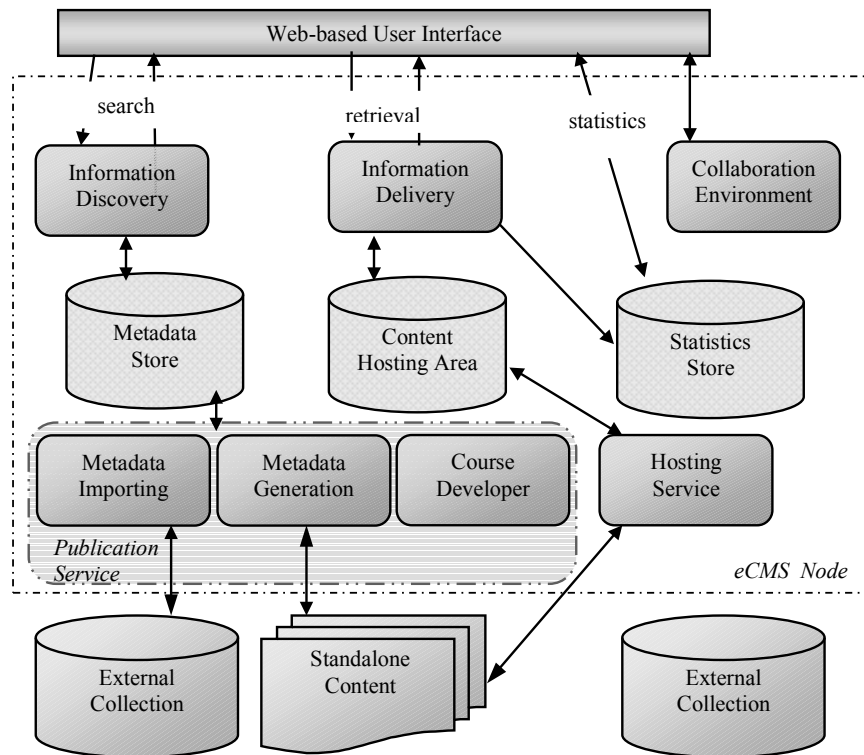 Web-based User Interface
search
retrieval
statistics
Information
Discovery
Information
Delivery
Collaboration
Environment
Metadata
Store
Content
Hosting Area
Statistics
Store
Metadata
Importing
Metadata
Generation
Course
Developer
Hosting
Service
Publication
Service
eCMS Node
External
Collection
Standalone
Content
External
Collection